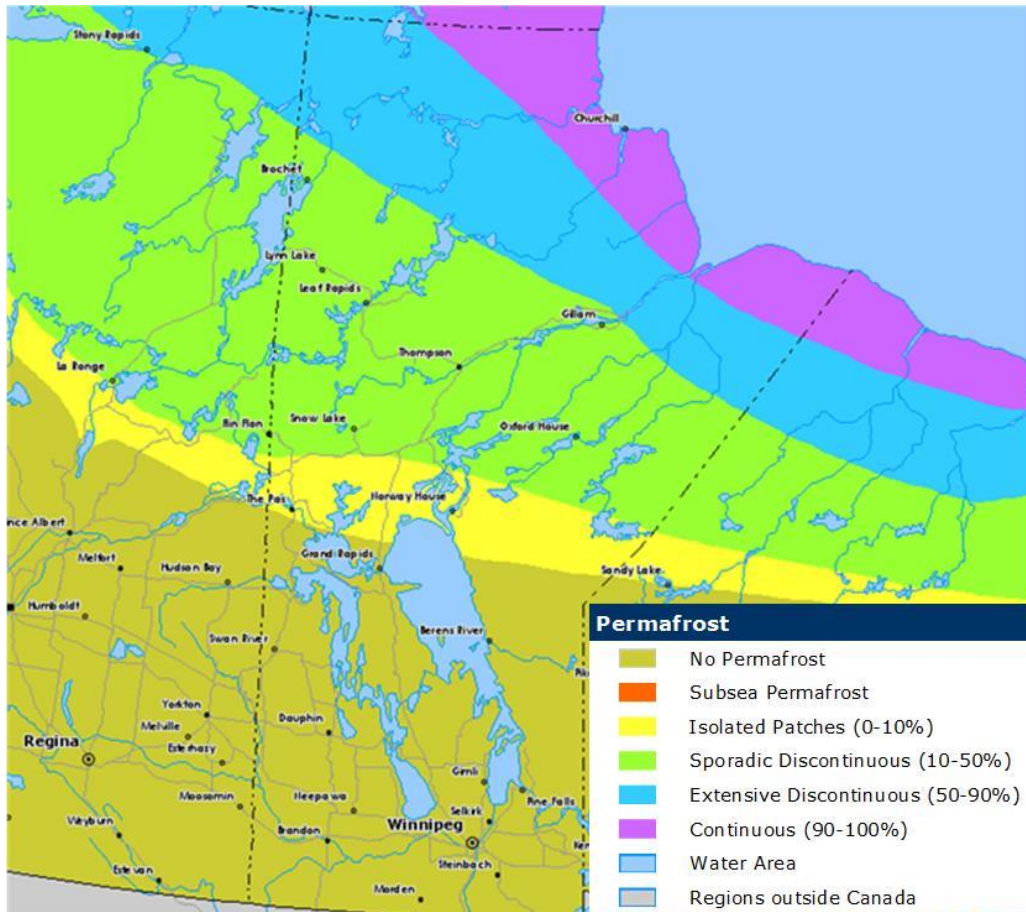 Stony Rapids
Churchill
Brochet
Lynn Lake
Leaf Rapids
Gillam
Thompson
La Ronge
Snow Lake
Flin Flon
Oxford House
The Pas
Norway House
nce Albert
Grand Rapids
Melfort
Hudson Bay
Sandy Lake
Humboldt
Swan River
Berens River
Pik
Yorkton
Dauphin
Melville
Regina
Esterhazy
Gimli
Moosomin
Neepawa
Selkirk
Pine Falls
Weyburn
Brandon
Winnipeg
Ken
Steinbach
Estevan
Morden
Permafrost
No Permafrost
Subsea Permafrost
Isolated Patches (0-10%)
Sporadic Discontinuous (10-50%)
Extensive Discontinuous (50-90%)
Continuous (90-100%)
Water Area
Regions outside Canada